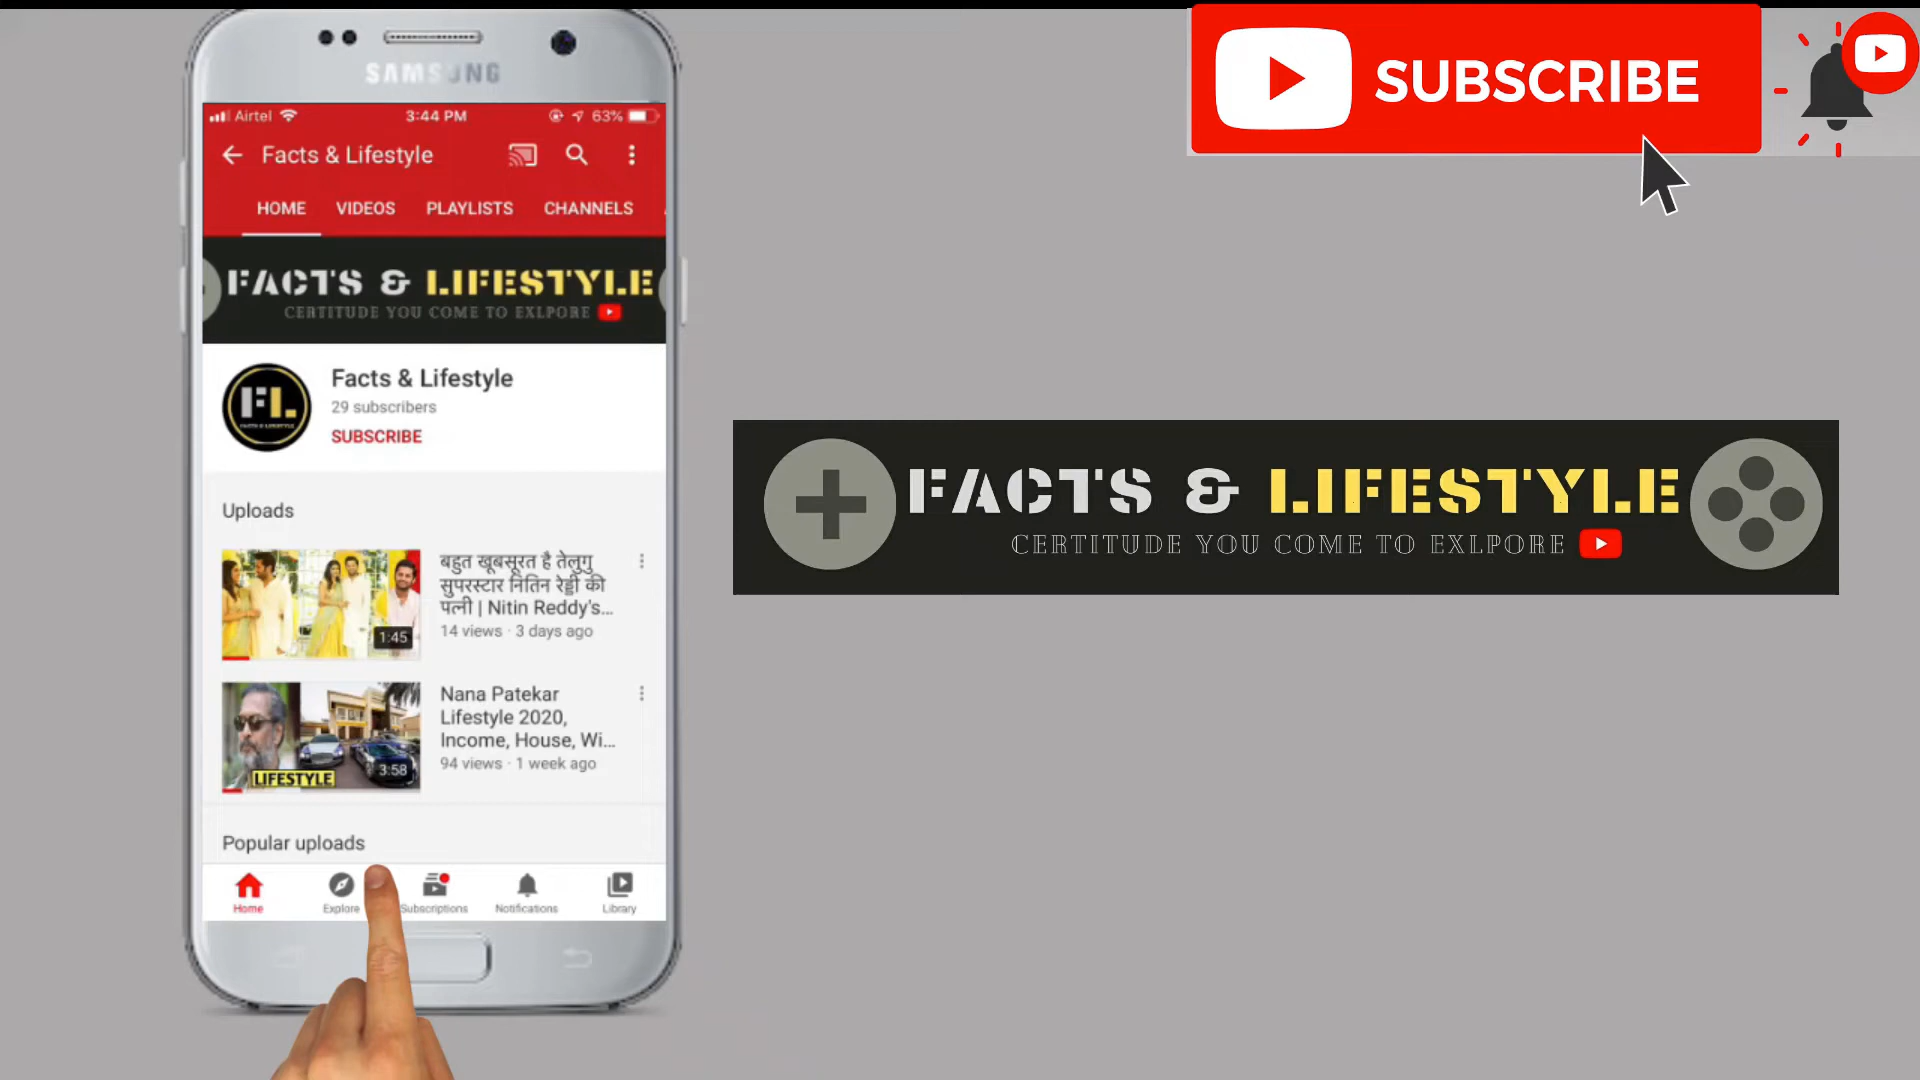 SUBSCRIBE
SAMSUNG
Airtel 3:44 PM 63%
Facts & Lifestyle
HOME VIDEOS PLAYLISTS CHANNELS
FACTS & LIFESTYLE
CERTITUDE YOU COME TO EXLPORE
Facts & Lifestyle
29 subscribers
SUBSCRIBE
FL
FACTS & LIFESTYLE
Uploads
बहुत खूबसूरत है तेलुगु
सुपरस्टार नितिन रेड्डी की
पत्नी | Nitin Reddy's...
14 views · 3 days ago
1:45
Nana Patekar
Lifestyle 2020,
Income, House, Wi...
94 views · 1 week ago
LIFESTYLE
3:58
Popular uploads
Home Explore Subscriptions Notifications Library
FACTS & LIFESTYLE
CERTITUDE YOU COME TO EXLPORE